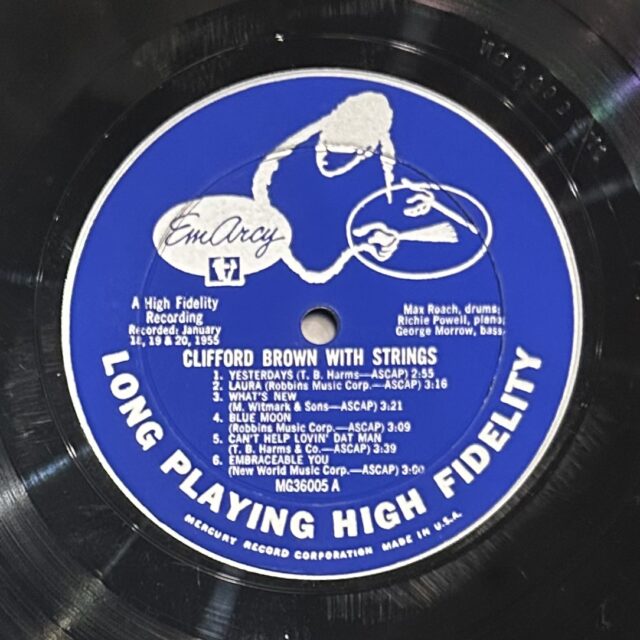 EmArcy
A High Fidelity
Recording
Recorded: January
18, 19 & 20, 1955
Max Roach, drums;
Richie Powell, piano;
George Morrow, bass.
CLIFFORD BROWN WITH STRINGS
1. YESTERDAYS (T. B. Harms—ASCAP) 2:55
2. LAURA (Robbins Music Corp.—ASCAP) 3:16
3. WHAT'S NEW
(M. Witmark & Sons—ASCAP) 3:21
4. BLUE MOON
(Robbins Music Corp.—ASCAP) 3:09
5. CAN'T HELP LOVIN' DAT MAN
(T. B. Harms & Co.—ASCAP) 3:39
6. EMBRACEABLE YOU
(New World Music Corp.—ASCAP) 3:00
MG36005 A
LONG PLAYING HIGH FIDELITY
MERCURY RECORD CORPORATION MADE IN U.S.A.